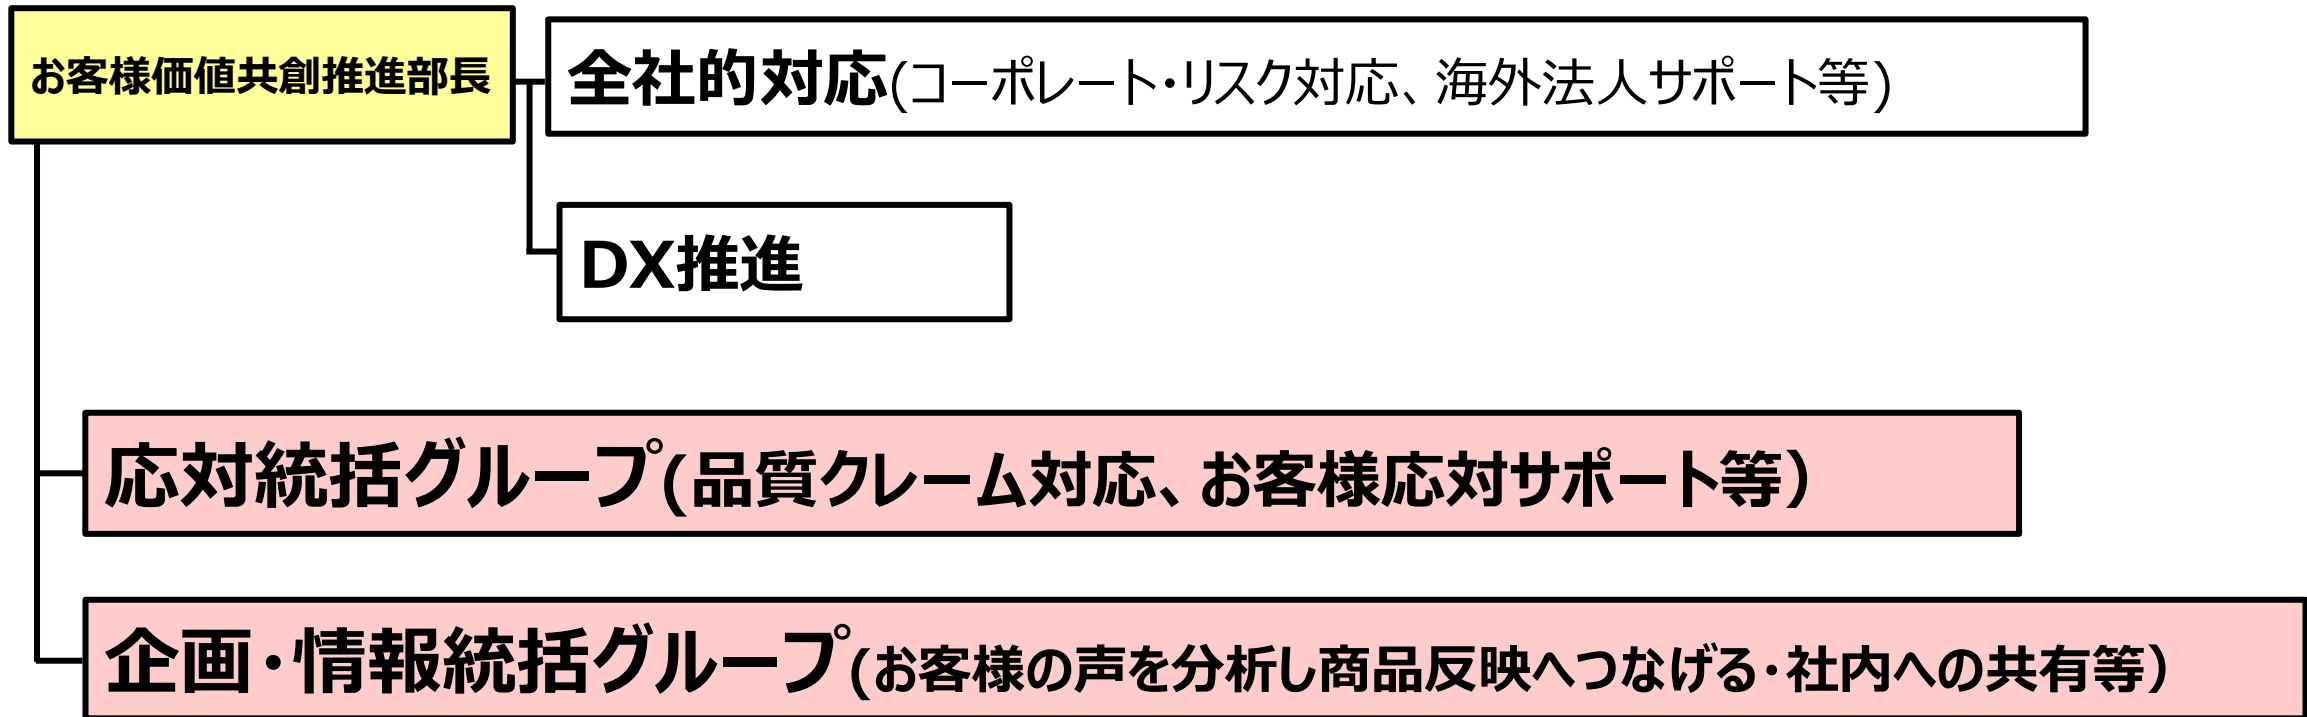 お客様価値共創推進部長
全社的対応(コーポレート・リスク対応、海外法人サポート等)
DX推進
応対統括グループ(品質クレーム対応、お客様応対サポート等)
企画・情報統括グループ(お客様の声を分析し商品反映へつなげる・社内への共有等)